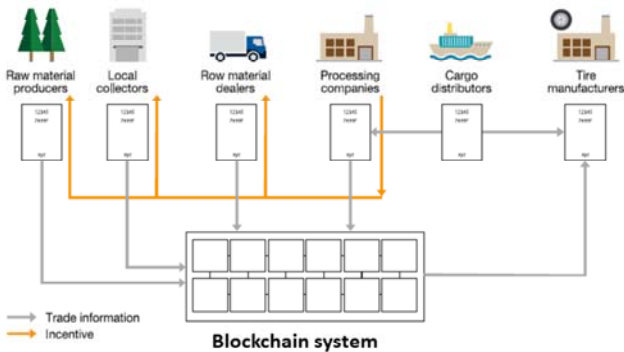 Raw material
producers
Local
collectors
Row material
dealers
Processing
companies
Cargo
distributors
Tire
manufacturers
Trade information
Incentive
Blockchain system